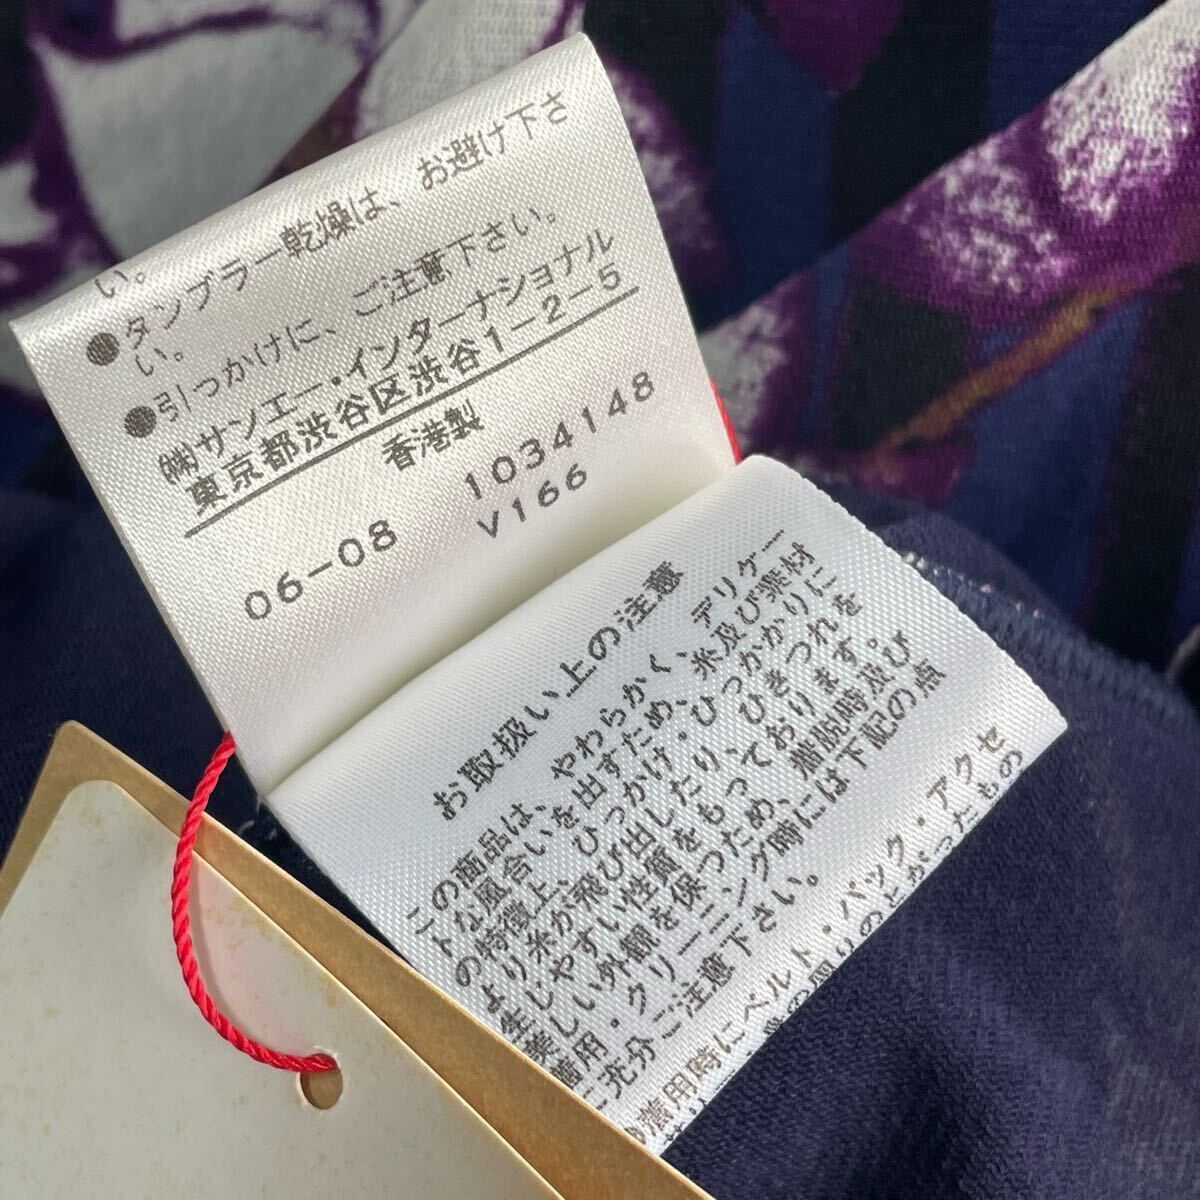 い。
●タンブラー乾燥は、お避け下さ
い。
●引っかけに、ご注意下さい。
㈱サンエー・インターナショナル
東京都渋谷区渋谷1-2-5
香港製
06-08 1034148
V166
お取扱い上の注意
この商品は、やわらかく、デリケー
トな風合いを出すため、糸及び素材
の特徴上、ひっかけ・ひっかかりに
より糸が飛び出したり、ひきつれを
生じやすい性質をもっております。
美しい外観を保つため、着脱時及び
着用・クリーニング時には下記の点
に充分ご注意下さい。
着用時にベルト・バック・アクセ
の周りのとがったもの